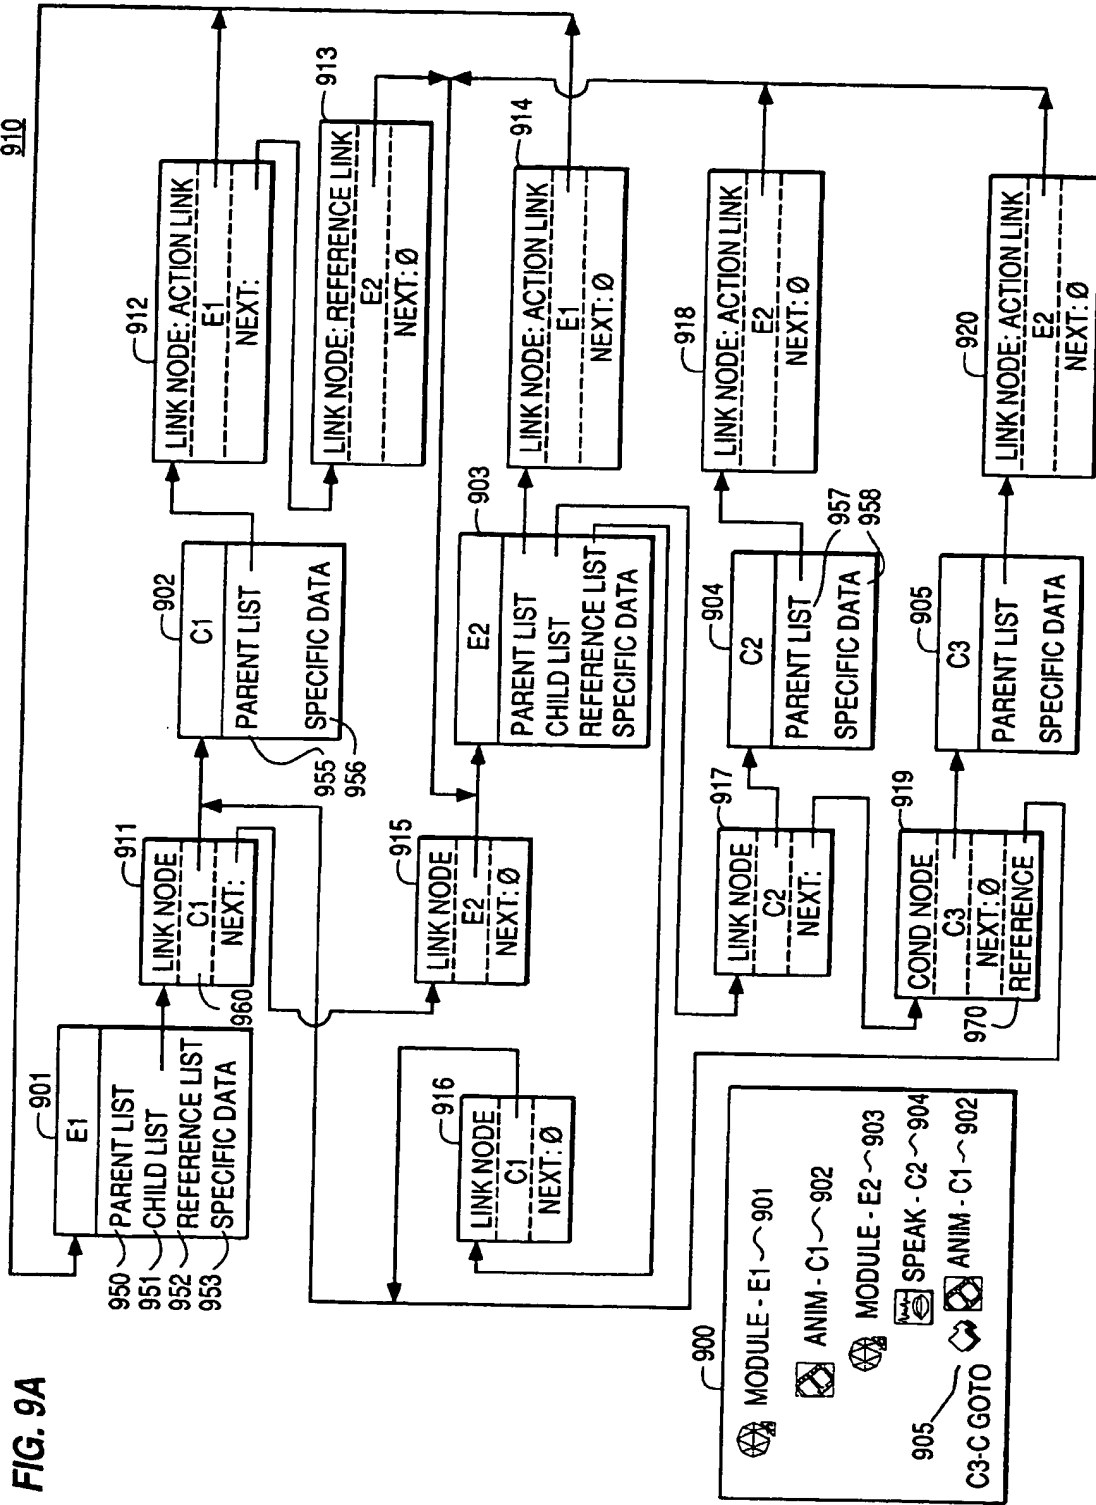 FIG. 9A
910
901
E1
PARENT LIST
CHILD LIST
REFERENCE LIST
SPECIFIC DATA
950
951
952
953
911
LINK NODE
C1
NEXT:
960
902
C1
PARENT LIST
SPECIFIC DATA
955
956
912
LINK NODE: ACTION LINK
E1
NEXT:
913
LINK NODE: REFERENCE LINK
E2
NEXT: Ø
916
LINK NODE
C1
NEXT: Ø
915
LINK NODE
E2
NEXT: Ø
903
E2
PARENT LIST
CHILD LIST
REFERENCE LIST
SPECIFIC DATA
914
LINK NODE: ACTION LINK
E1
NEXT: Ø
917
LINK NODE
C2
NEXT:
904
C2
PARENT LIST
SPECIFIC DATA
957
958
918
LINK NODE: ACTION LINK
E2
NEXT: Ø
919
COND NODE
C3
NEXT: Ø
REFERENCE
970
905
C3
PARENT LIST
SPECIFIC DATA
920
LINK NODE: ACTION LINK
E2
NEXT: Ø
900
MODULE - E1 901
ANIM - C1 902
MODULE - E2 903
SPEAK - C2 904
905 ANIM - C1 902
C3-C GOTO